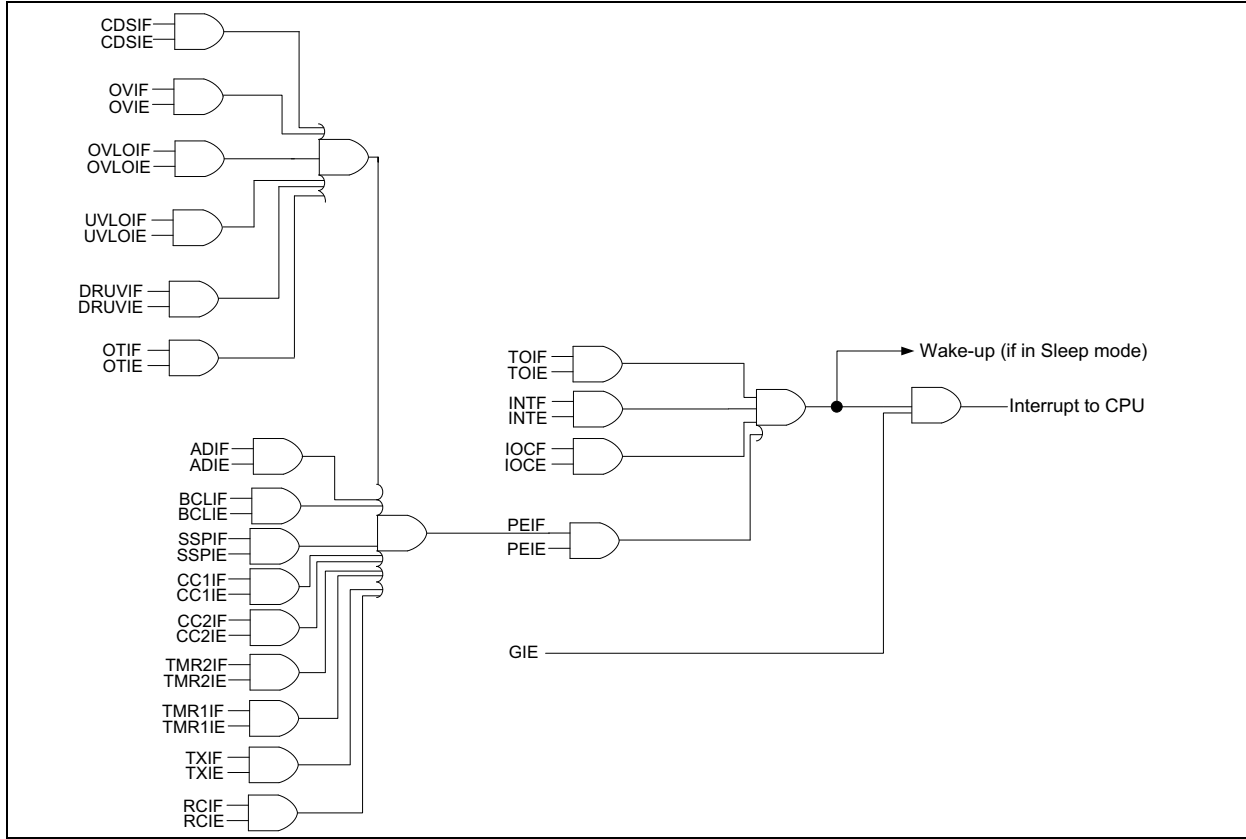 CDSIF
CDSIE
OVIF
OVIE
OVLOIF
OVLOIE
UVLOIF
UVLOIE
DRUVIF
DRUVIE
OTIF
OTIE
ADIF
ADIE
BCLIF
BCLIE
SSPIF
SSPIE
CC1IF
CC1IE
CC2IF
CC2IE
TMR2IF
TMR2IE
TMR1IF
TMR1IE
TXIF
TXIE
RCIF
RCIE
TOIF
TOIE
INTF
INTE
IOCF
IOCE
PEIF
PEIE
GIE
Wake-up (if in Sleep mode)
Interrupt to CPU